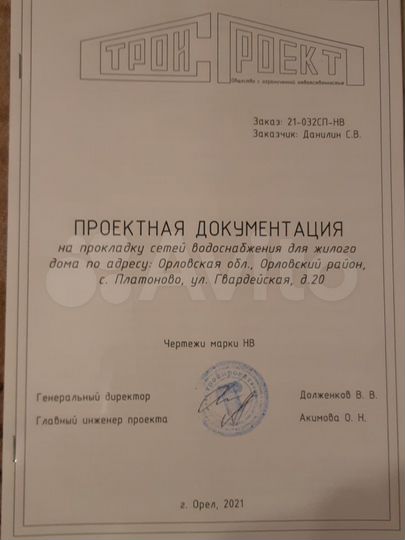 СТРОЙПРОЕКТ
Общество с ограниченной ответственностью
Заказ: 21-032СП-НВ
Заказчик: Данилин С.В.
ПРОЕКТНАЯ ДОКУМЕНТАЦИЯ
на прокладку сетей водоснабжения для жилого
дома по адресу: Орловская обл., Орловский район,
с. Платоново, ул. Гвардейская, д.20
Avito
Чертежи марки НВ
Генеральный директор
Долженков В. В.
Главный инженер проекта
Акимова О. Н.
г. Орел, 2021